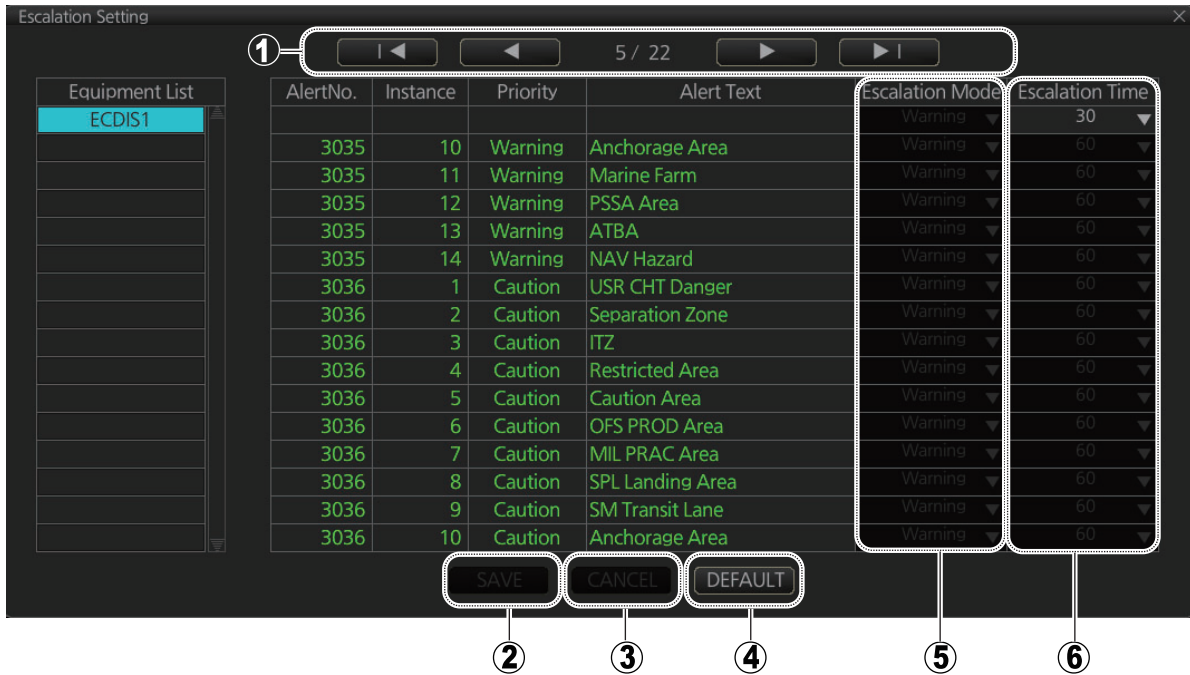 Escalation Setting
1
5 / 22
Equipment List AlertNo. Instance Priority Alert Text Escalation Mode Escalation Time
ECDIS1 Warning 30
3035 10 Warning Anchorage Area Warning 60
3035 11 Warning Marine Farm Warning 60
3035 12 Warning PSSA Area Warning 60
3035 13 Warning ATBA Warning 60
3035 14 Warning NAV Hazard Warning 60
3036 1 Caution USR CHT Danger Warning 60
3036 2 Caution Separation Zone Warning 60
3036 3 Caution ITZ Warning 60
3036 4 Caution Restricted Area Warning 60
3036 5 Caution Caution Area Warning 60
3036 6 Caution OFS PROD Area Warning 60
3036 7 Caution MIL PRAC Area Warning 60
3036 8 Caution SPL Landing Area Warning 60
3036 9 Caution SM Transit Lane Warning 60
3036 10 Caution Anchorage Area Warning 60
SAVE CANCEL DEFAULT
2 3 4 5 6